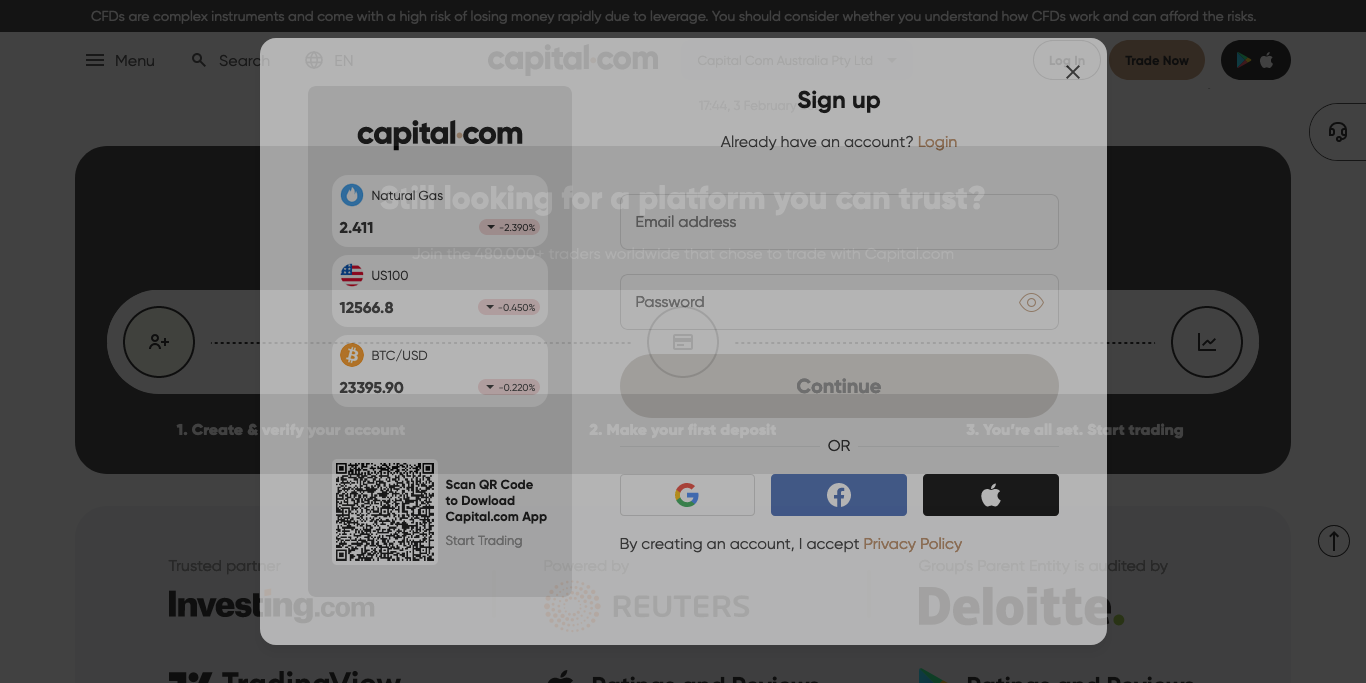 CFDs are complex instruments and come with a high risk of losing money rapidly due to leverage. You should consider whether you understand how CFDs work and can afford the risks.
Menu
Search
EN
capital.com
Capital Com Australia Pty Ltd
Log In
Trade Now
17:44, 3 February
Sign up
Already have an account? Login
capital.com
Natural Gas
2.411
-2.390%
US100
12566.8
-0.450%
BTC/USD
23395.90
-0.220%
Scan QR Code
to Dowload
Capital.com App
Start Trading
Still looking for a platform you can trust?
Join the 480.000+ traders worldwide that chose to trade with Capital.com
Email address
Password
Continue
OR
By creating an account, I accept Privacy Policy
1. Create & verify your account
2. Make your first deposit
3. You're all set. Start trading
Trusted partner
Investing.com
Powered by
REUTERS
Group's Parent Entity is audited by
Deloitte.
TradingView
Ratings and Reviews
Ratings and Reviews